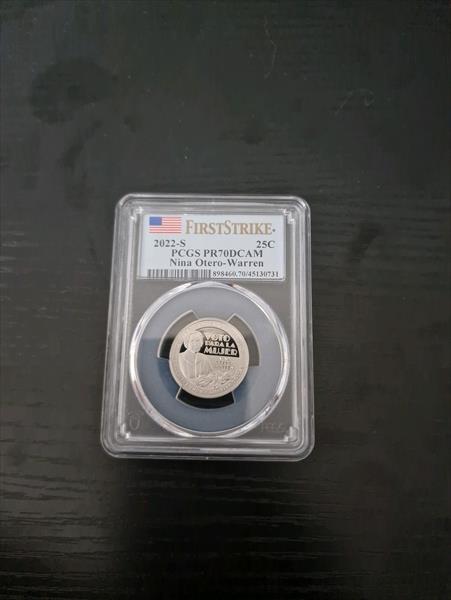 FIRSTSTRIKE
2022-S 25C
PCGS PR70DCAM
Nina Otero-Warren
898460.70/45130731
VOTO
PARA LA
MUJER